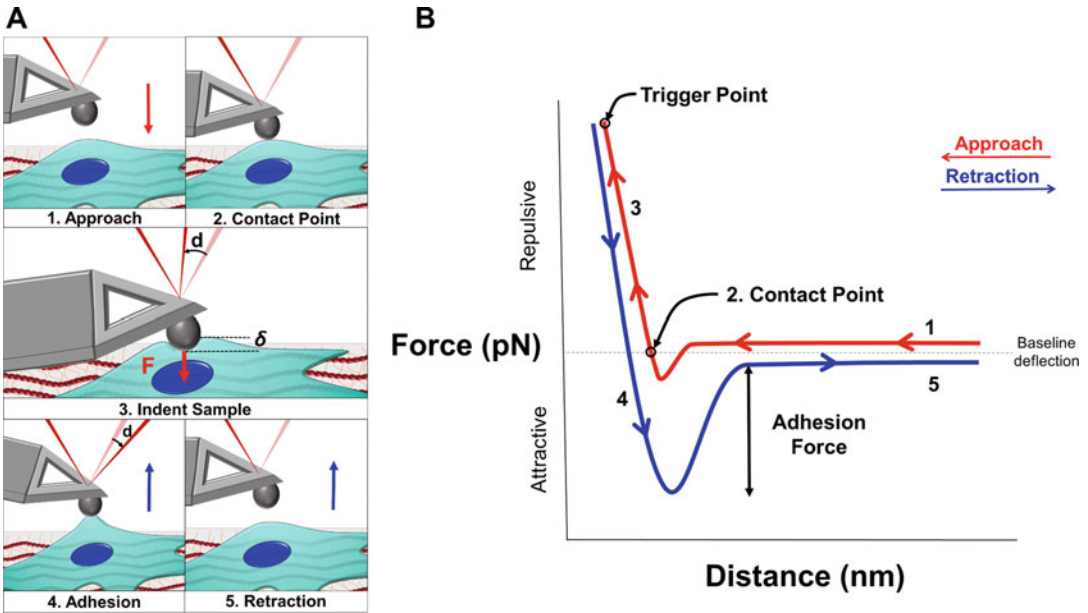 A
1. Approach
2. Contact Point
d
δ
F
3. Indent Sample
d
4. Adhesion
5. Retraction
B
Trigger Point
Approach
Retraction
Repulsive
3
2. Contact Point
1
Force (pN)
Baseline
deflection
4
5
Adhesion
Force
Attractive
Distance (nm)